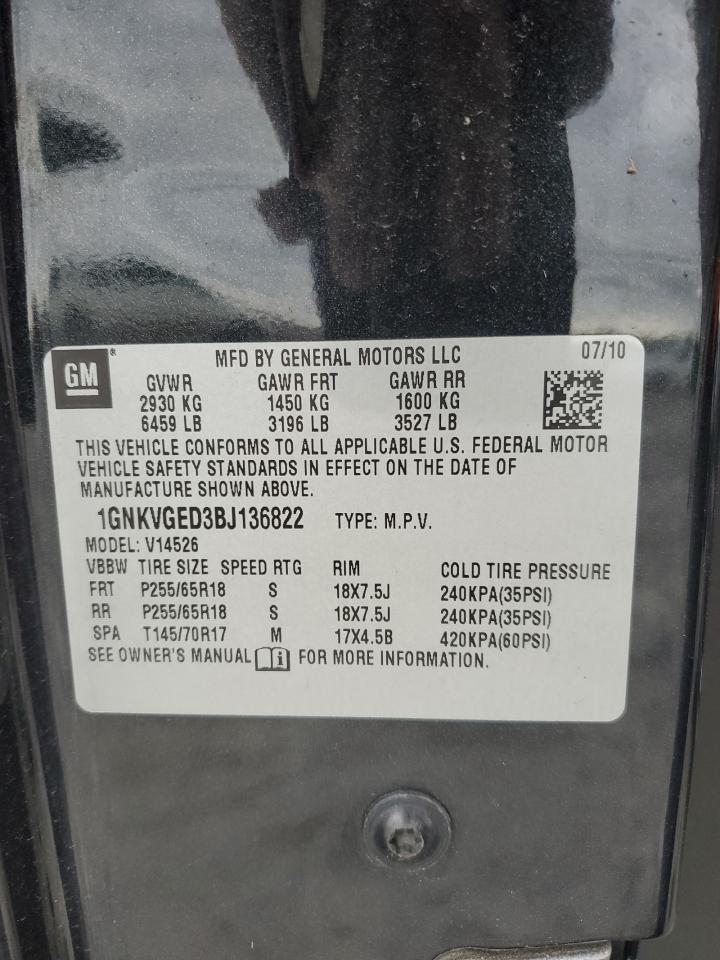 GM ® MFD BY GENERAL MOTORS LLC 07/10
GVWR GAWR FRT GAWR RR
2930 KG 1450 KG 1600 KG
6459 LB 3196 LB 3527 LB
THIS VEHICLE CONFORMS TO ALL APPLICABLE U.S. FEDERAL MOTOR
VEHICLE SAFETY STANDARDS IN EFFECT ON THE DATE OF
MANUFACTURE SHOWN ABOVE.
1GNKVGED3BJ136822 TYPE: M.P.V.
MODEL: V14526
VBBW TIRE SIZE SPEED RTG RIM COLD TIRE PRESSURE
FRT P255/65R18 S 18X7.5J 240KPA(35PSI)
RR P255/65R18 S 18X7.5J 240KPA(35PSI)
SPA T145/70R17 M 17X4.5B 420KPA(60PSI)
SEE OWNER'S MANUAL i FOR MORE INFORMATION.